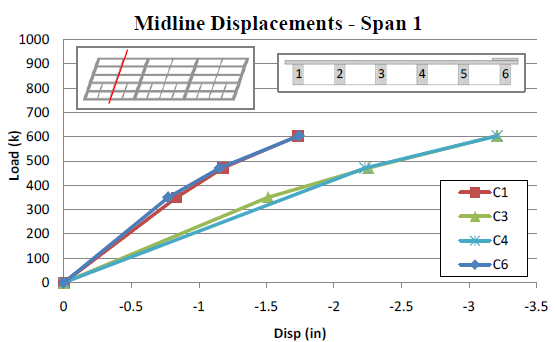 Midline Displacements - Span 1
1000
900
800
700
600
500
400
300
200
100
0
Load (k)
1 2 3 4 5 6
C1
C3
C4
C6
0 -0.5 -1 -1.5 -2 -2.5 -3 -3.5
Disp (in)